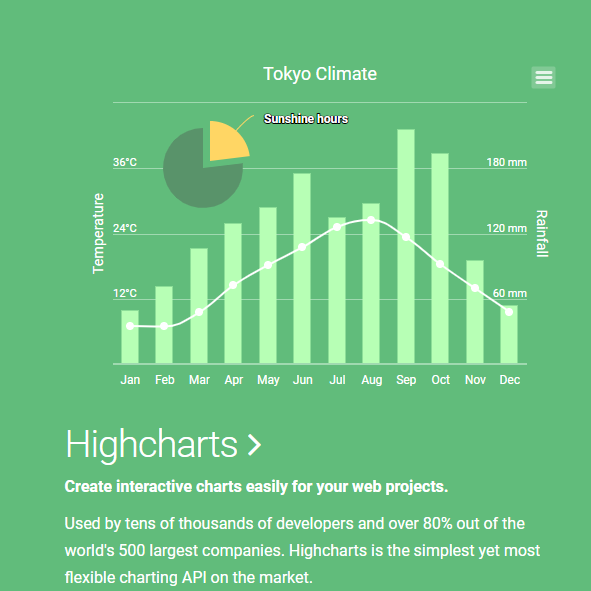 Tokyo Climate
Sunshine hours
36°C
180 mm
24°C
120 mm
12°C
60 mm
Temperature
Rainfall
Jan Feb Mar Apr May Jun Jul Aug Sep Oct Nov Dec
Highcharts
Create interactive charts easily for your web projects.
Used by tens of thousands of developers and over 80% out of the
world's 500 largest companies. Highcharts is the simplest yet most
flexible charting API on the market.